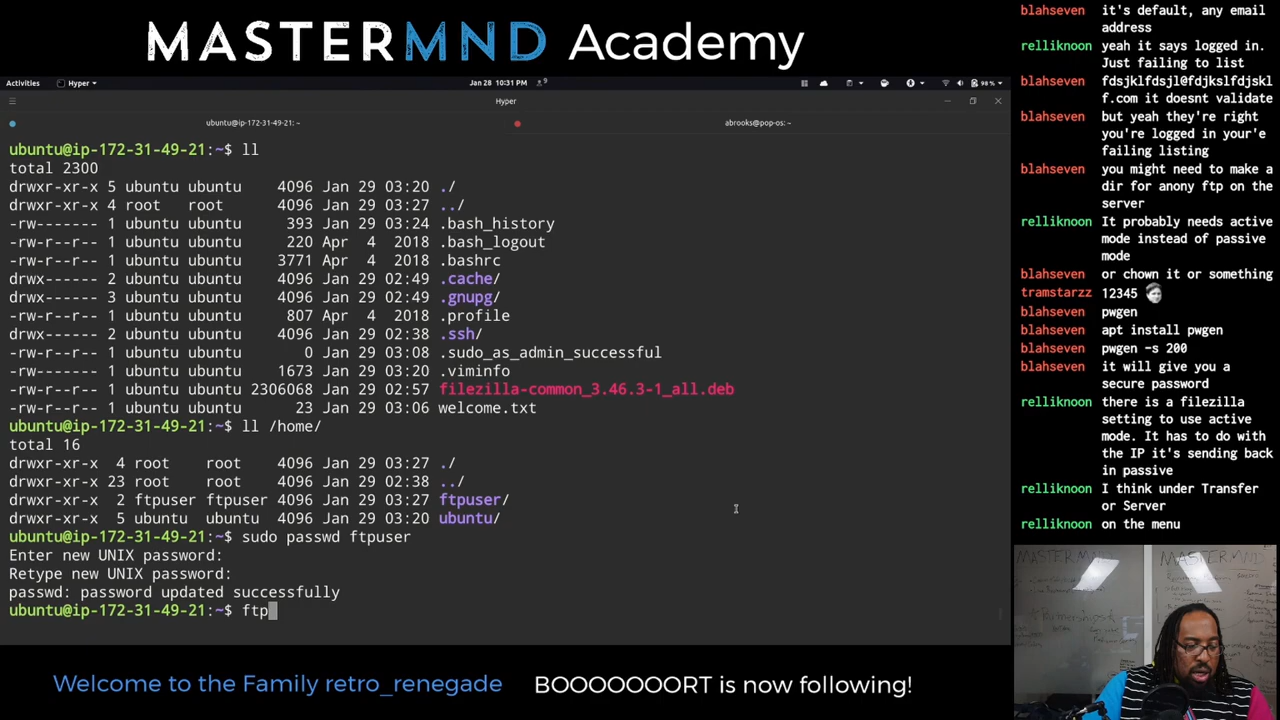 MASTERMND Academy
Activities Hyper Jan 28 10:31 PM 9 98 %
Hyper
ubuntu@ip-172-31-49-21: ~ abrooks@pop-os: ~
ubuntu@ip-172-31-49-21:~$ ll
total 2300
drwxr-xr-x 5 ubuntu ubuntu 4096 Jan 29 03:20 ./
drwxr-xr-x 4 root root 4096 Jan 29 03:27 ../
-rw------- 1 ubuntu ubuntu 393 Jan 29 03:24 .bash_history
-rw-r--r-- 1 ubuntu ubuntu 220 Apr 4 2018 .bash_logout
-rw-r--r-- 1 ubuntu ubuntu 3771 Apr 4 2018 .bashrc
drwx------ 2 ubuntu ubuntu 4096 Jan 29 02:49 .cache/
drwx------ 3 ubuntu ubuntu 4096 Jan 29 02:49 .gnupg/
-rw-r--r-- 1 ubuntu ubuntu 807 Apr 4 2018 .profile
drwx------ 2 ubuntu ubuntu 4096 Jan 29 02:38 .ssh/
-rw-r--r-- 1 ubuntu ubuntu 0 Jan 29 03:08 .sudo_as_admin_successful
-rw-r--r-- 1 ubuntu ubuntu 1673 Jan 29 03:20 .viminfo
-rw-r--r-- 1 ubuntu ubuntu 2306068 Jan 29 02:57 filezilla-common_3.46.3-1_all.deb
-rw-r--r-- 1 ubuntu ubuntu 23 Jan 29 03:06 welcome.txt
ubuntu@ip-172-31-49-21:~$ ll /home/
total 16
drwxr-xr-x 4 root root 4096 Jan 29 03:27 ./
drwxr-xr-x 23 root root 4096 Jan 29 02:38 ../
drwxr-xr-x 2 ftpuser ftpuser 4096 Jan 29 03:27 ftpuser/
drwxr-xr-x 5 ubuntu ubuntu 4096 Jan 29 03:20 ubuntu/
ubuntu@ip-172-31-49-21:~$ sudo passwd ftpuser
Enter new UNIX password:
Retype new UNIX password:
passwd: password updated successfully
ubuntu@ip-172-31-49-21:~$ ftp
blahseven it's default, any email
address
relliknoon yeah it says logged in.
Just failing to list
blahseven fdsjklfdsjl@fdjkslfdjskl
f.com it doesnt validate
blahseven but yeah they're right
you're logged in your'e
failing listing
blahseven you might need to make a
dir for anony ftp on the
server
relliknoon It probably needs active
mode instead of passive
mode
blahseven or chown it or something
tramstarzz 12345
blahseven pwgen
blahseven apt install pwgen
blahseven pwgen -s 200
blahseven it will give you a
secure password
relliknoon there is a filezilla
setting to use active
mode. It has to do with
the IP it's sending back
in passive
relliknoon I think under Transfer
or Server
relliknoon on the menu
MASTERMND MASTERMND
Welcome to the Family retro_renegade BOOOOOOORT is now following!